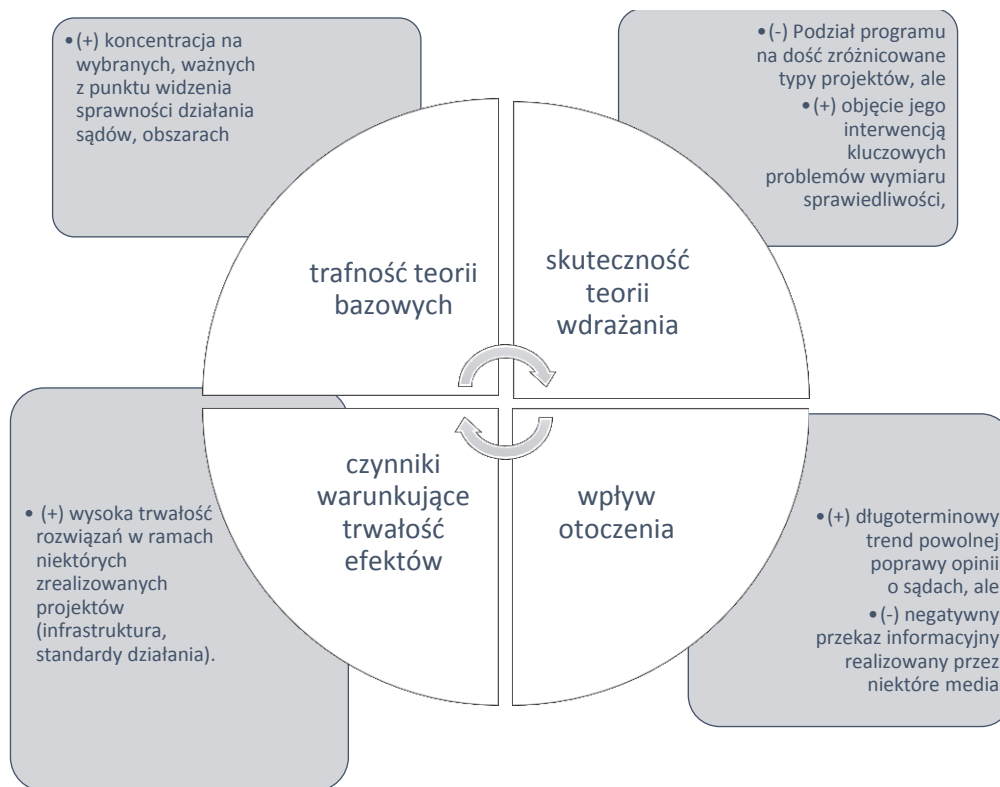 •(+) koncentracja na
wybranych, ważnych
z punktu widzenia
sprawności działania
sądów, obszarach
•(-) Podział programu
na dość zróżnicowane
typy projektów, ale
•(+) objęcie jego
interwencją
kluczowych
problemów wymiaru
sprawiedliwości,
trafność teorii
bazowych
skuteczność
teorii
wdrażania
czynniki
warunkujące
trwałość
efektów
wpływ
otoczenia
• (+) wysoka trwałość
rozwiązań w ramach
niektórych
zrealizowanych
projektów
(infrastruktura,
standardy działania).
•(+) długoterminowy
trend powolnej
poprawy opinii
o sądach, ale
•(-) negatywny
przekaz informacyjny
realizowany przez
niektóre media